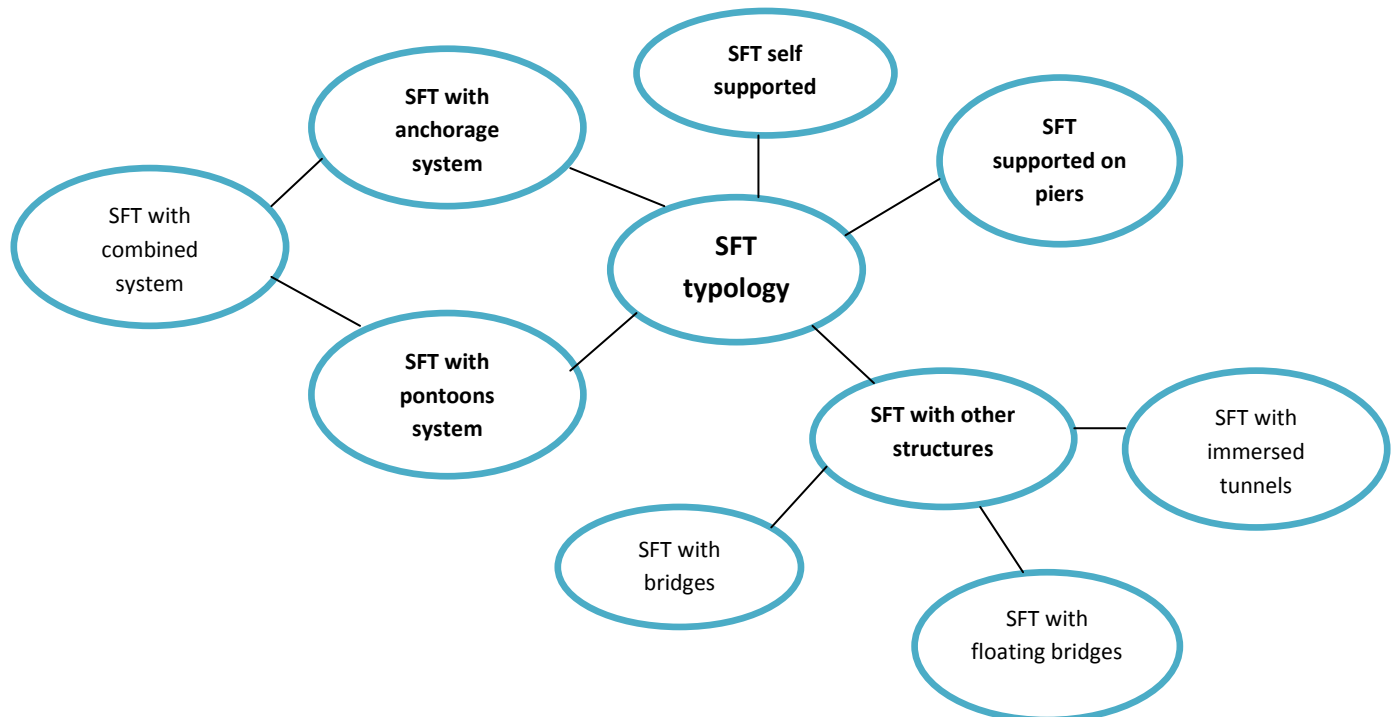 SFT self
supported
SFT with
anchorage
system
SFT
supported on
piers
SFT with
combined
system
SFT
typology
SFT with
pontoons
system
SFT with other
structures
SFT with
immersed
tunnels
SFT with
bridges
SFT with
floating bridges